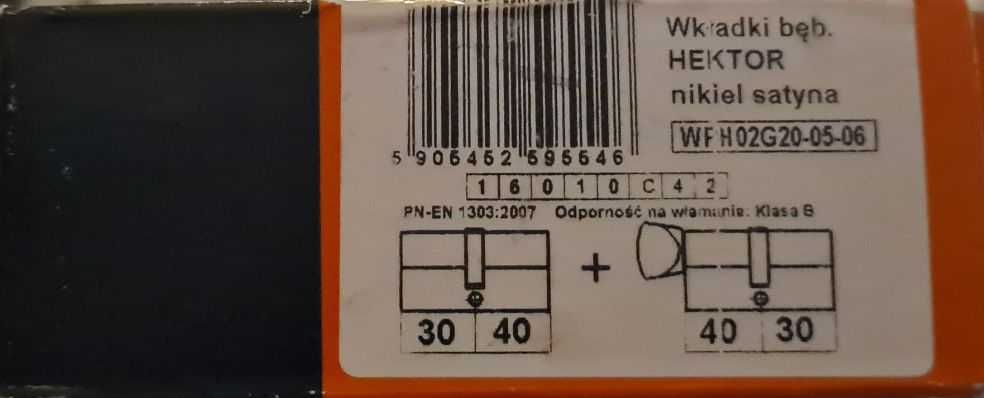 Wkładki bęb.
HEKTOR
nikiel satyna
WFH02G20-05-06
5 906452 595546
1 6 0 1 0 C 4 2
PN-EN 1303:2007 Odporność na włamanie: Klasa B
+
30 40 40 30